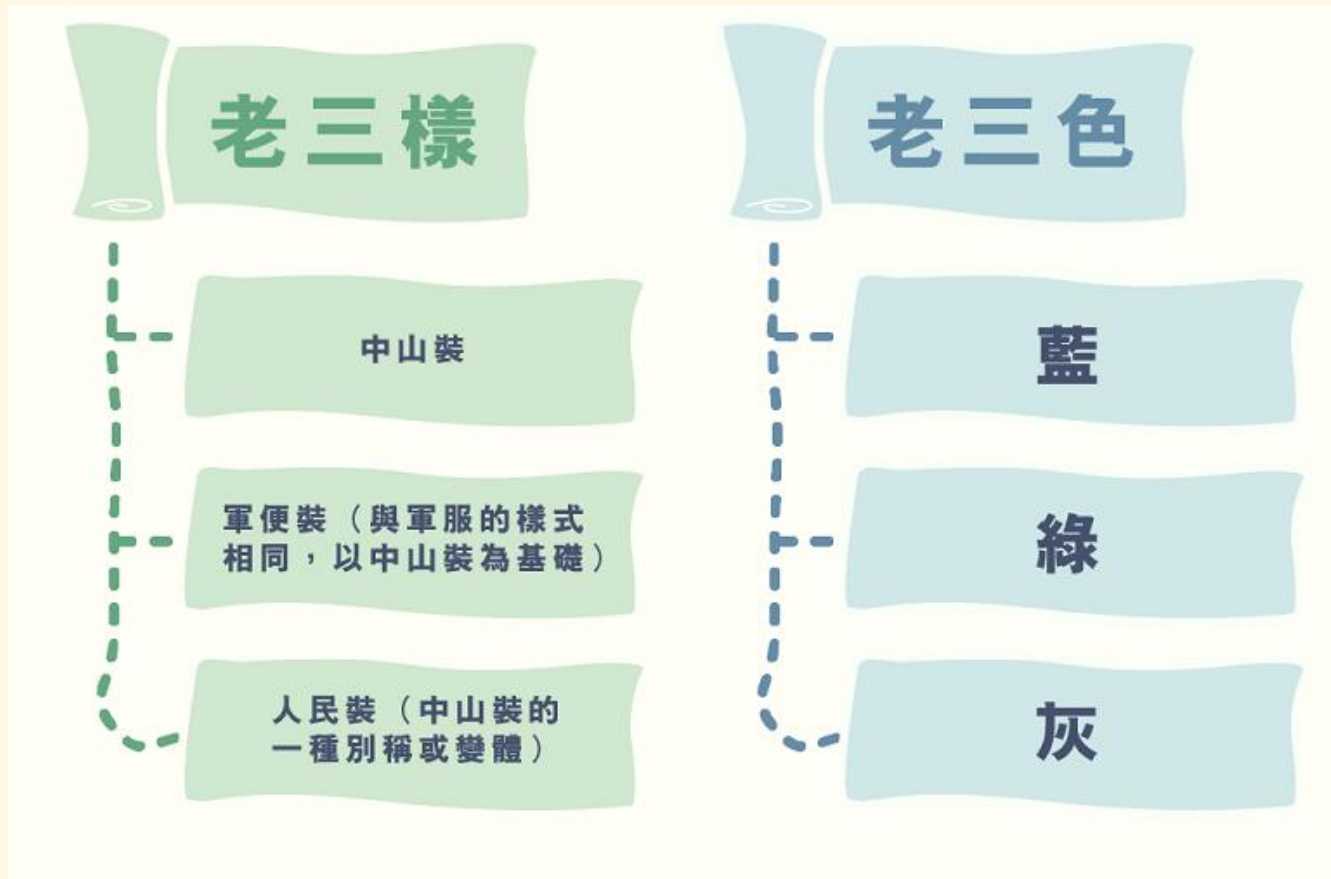 老三樣
中山裝
軍便裝（與軍服的樣式
相同，以中山裝為基礎）
人民裝（中山裝的
一種別稱或變體）
老三色
藍
綠
灰